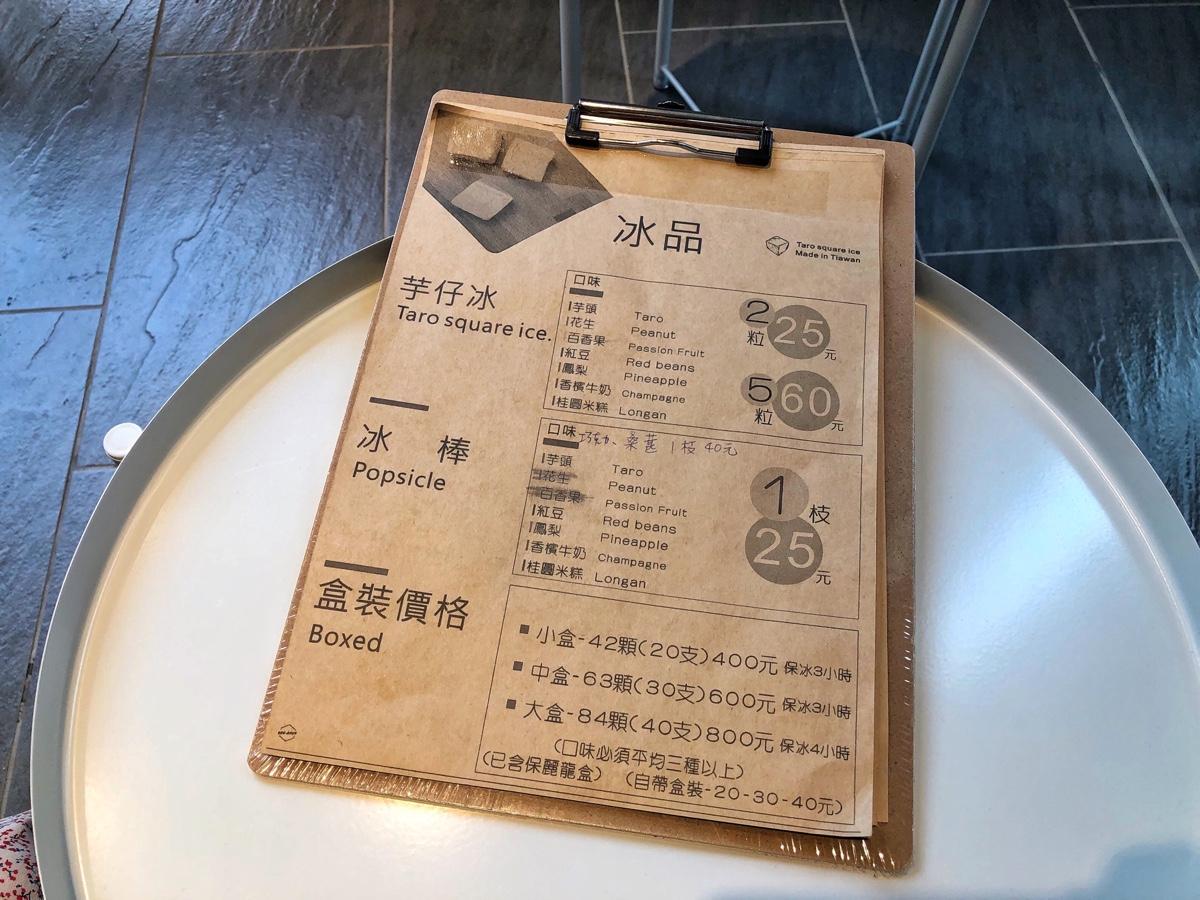 冰品
Taro square ice
Made in Tiawan
芋仔冰
Taro square ice.
口味
芋頭 Taro
花生 Peanut
百香果 Passion Fruit
紅豆 Red beans
鳳梨 Pineapple
香檳牛奶 Champagne
桂圓米糕 Longan
2粒 25元
5粒 60元
冰 棒
Popsicle
口味 巧幼、桑葚 1枝 40元
芋頭 Taro
花生 Peanut
百香果 Passion Fruit
紅豆 Red beans
鳳梨 Pineapple
香檳牛奶 Champagne
桂圓米糕 Longan
1枝
25元
盒裝價格
Boxed
小盒-42顆(20支)400元 保冰3小時
中盒-63顆(30支)600元 保冰3小時
大盒-84顆(40支)800元 保冰4小時
(口味必須平均三種以上)
(已含保麗龍盒) (自帶盒裝-20-30-40元)